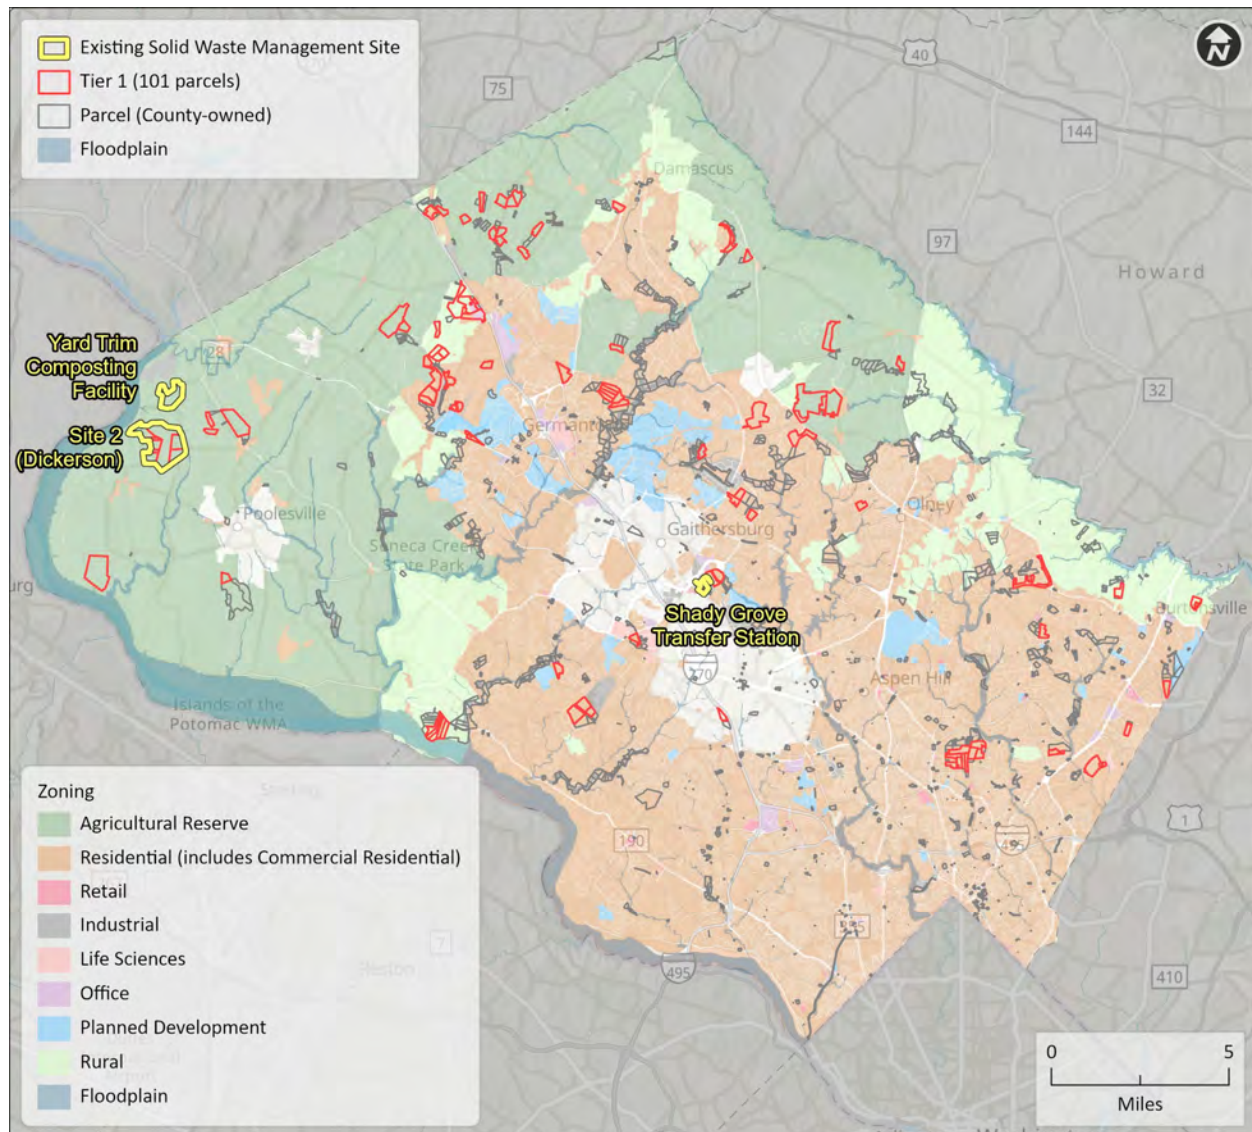 Existing Solid Waste Management Site
Tier 1 (101 parcels)
Parcel (County-owned)
Floodplain
N
40
75
144
Damascus
97
Howard
Yard Trim
Composting
Facility
28
32
Site 2
(Dickerson)
Poolesville
Seneca Creek
State Park
Gaithersburg
Olney
Shady Grove
Transfer Station
Burtonsville
270
Aspen Hill
Islands of the
Potomac WMA
1
190
495
495
410
7
Zoning
Agricultural Reserve
Residential (includes Commercial Residential)
Retail
Industrial
Life Sciences
Office
Planned Development
Rural
Floodplain
0
5
Miles